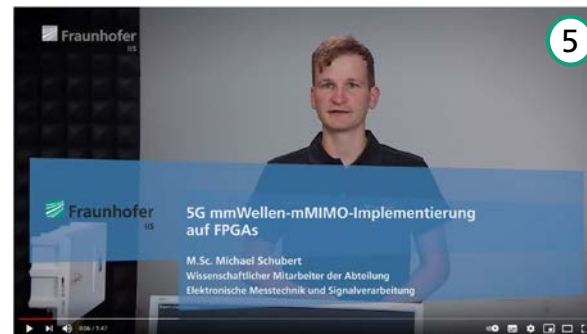 Fraunhofer
IIS
5
Fraunhofer
IIS
5G mmWellen-mMIMO-Implementierung
auf FPGAs
M.Sc. Michael Schubert
Wissenschaftlicher Mitarbeiter der Abteilung
Elektronische Messtechnik und Signalverarbeitung
0:06 / 1:47